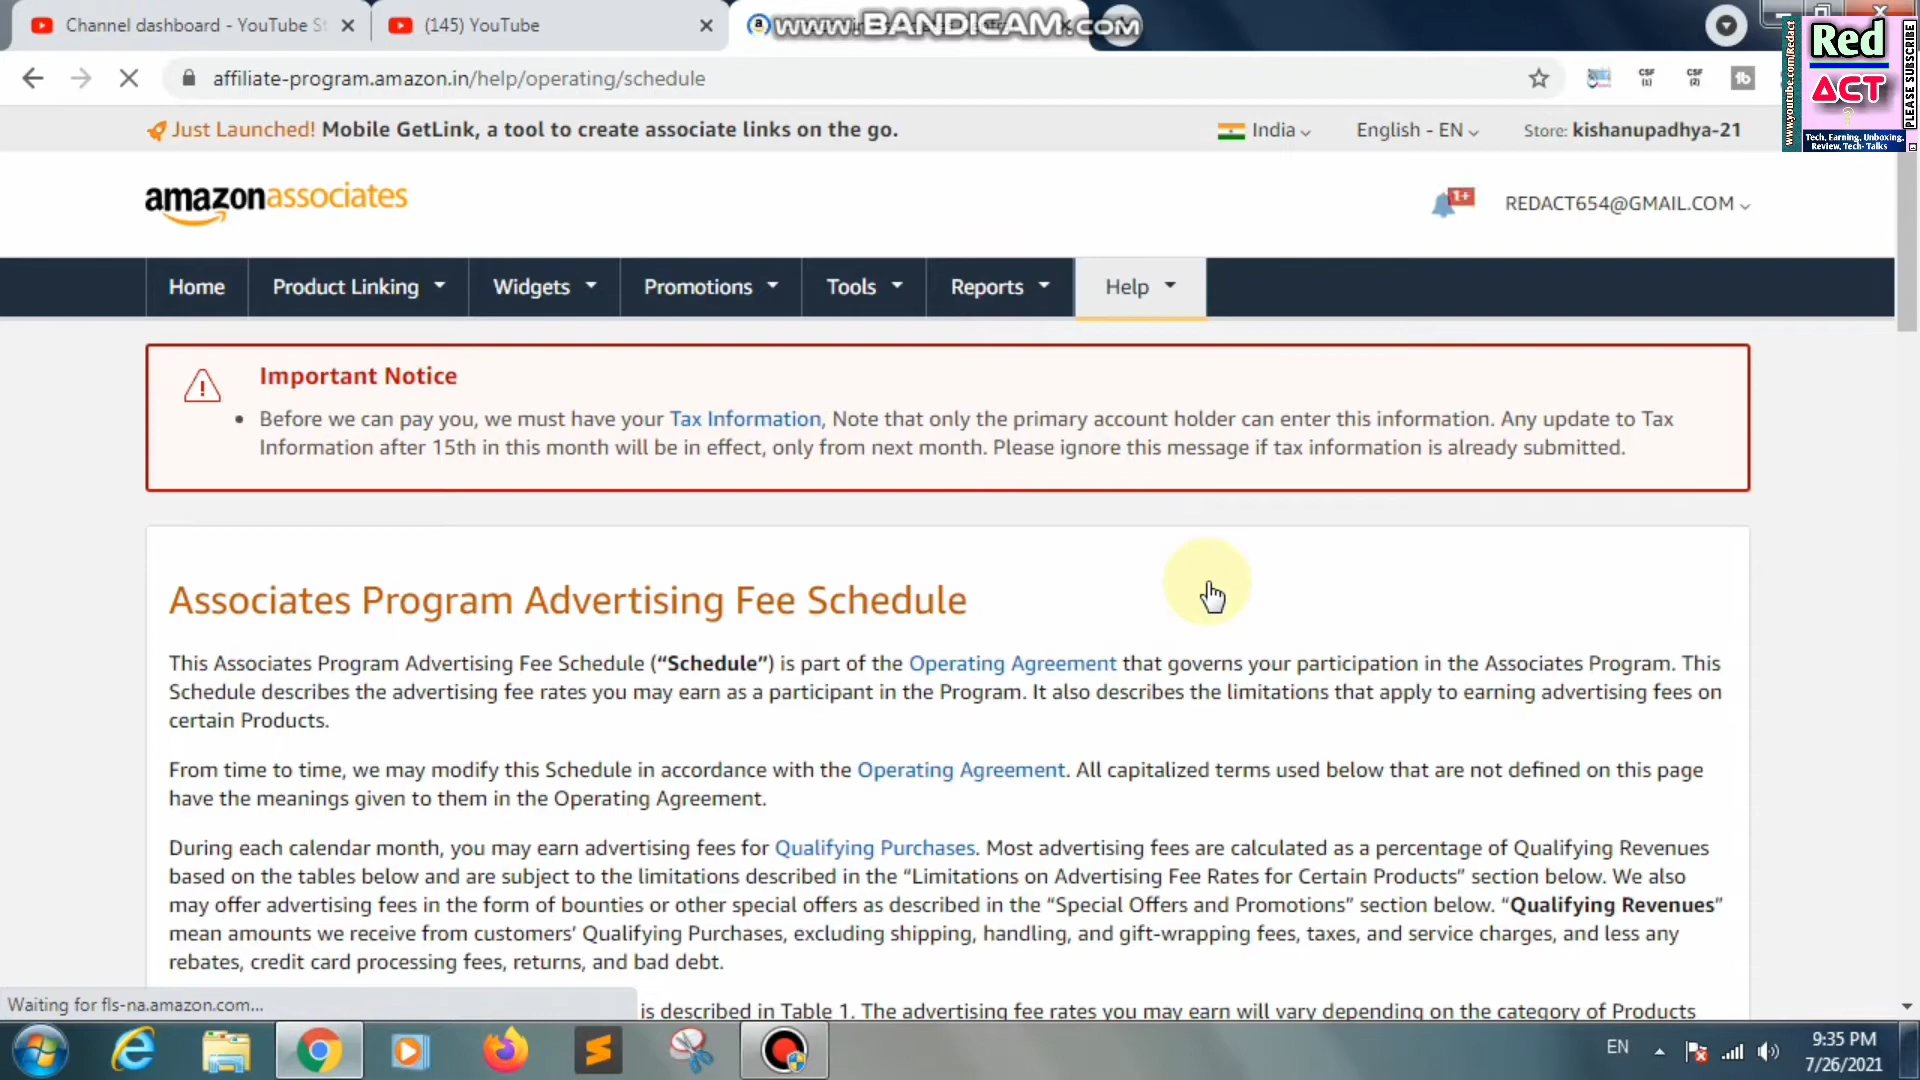 Channel dashboard - YouTube St
(145) YouTube
www.BANDICAM.com
affiliate-program.amazon.in/help/operating/schedule
CSF (1)
CSF (2)
Red
ACT
Tech, Earning, Unboxing,
Review, Tech-Talks
www.youtube.com/Redact
PLEASE SUBSCRIBE
Just Launched! Mobile GetLink, a tool to create associate links on the go.
India
English - EN
Store: kishanupadhya-21
amazonassociates
1+
REDACT654@GMAIL.COM
Home
Product Linking
Widgets
Promotions
Tools
Reports
Help
Important Notice
• Before we can pay you, we must have your Tax Information, Note that only the primary account holder can enter this information. Any update to Tax
Information after 15th in this month will be in effect, only from next month. Please ignore this message if tax information is already submitted.
Associates Program Advertising Fee Schedule
This Associates Program Advertising Fee Schedule (“Schedule”) is part of the Operating Agreement that governs your participation in the Associates Program. This
Schedule describes the advertising fee rates you may earn as a participant in the Program. It also describes the limitations that apply to earning advertising fees on
certain Products.
From time to time, we may modify this Schedule in accordance with the Operating Agreement. All capitalized terms used below that are not defined on this page
have the meanings given to them in the Operating Agreement.
During each calendar month, you may earn advertising fees for Qualifying Purchases. Most advertising fees are calculated as a percentage of Qualifying Revenues
based on the tables below and are subject to the limitations described in the “Limitations on Advertising Fee Rates for Certain Products” section below. We also
may offer advertising fees in the form of bounties or other special offers as described in the “Special Offers and Promotions” section below. “Qualifying Revenues”
mean amounts we receive from customers’ Qualifying Purchases, excluding shipping, handling, and gift-wrapping fees, taxes, and service charges, and less any
rebates, credit card processing fees, returns, and bad debt.
is described in Table 1. The advertising fee rates you may earn will vary depending on the category of Products
Waiting for fls-na.amazon.com...
EN
9:35 PM
7/26/2021